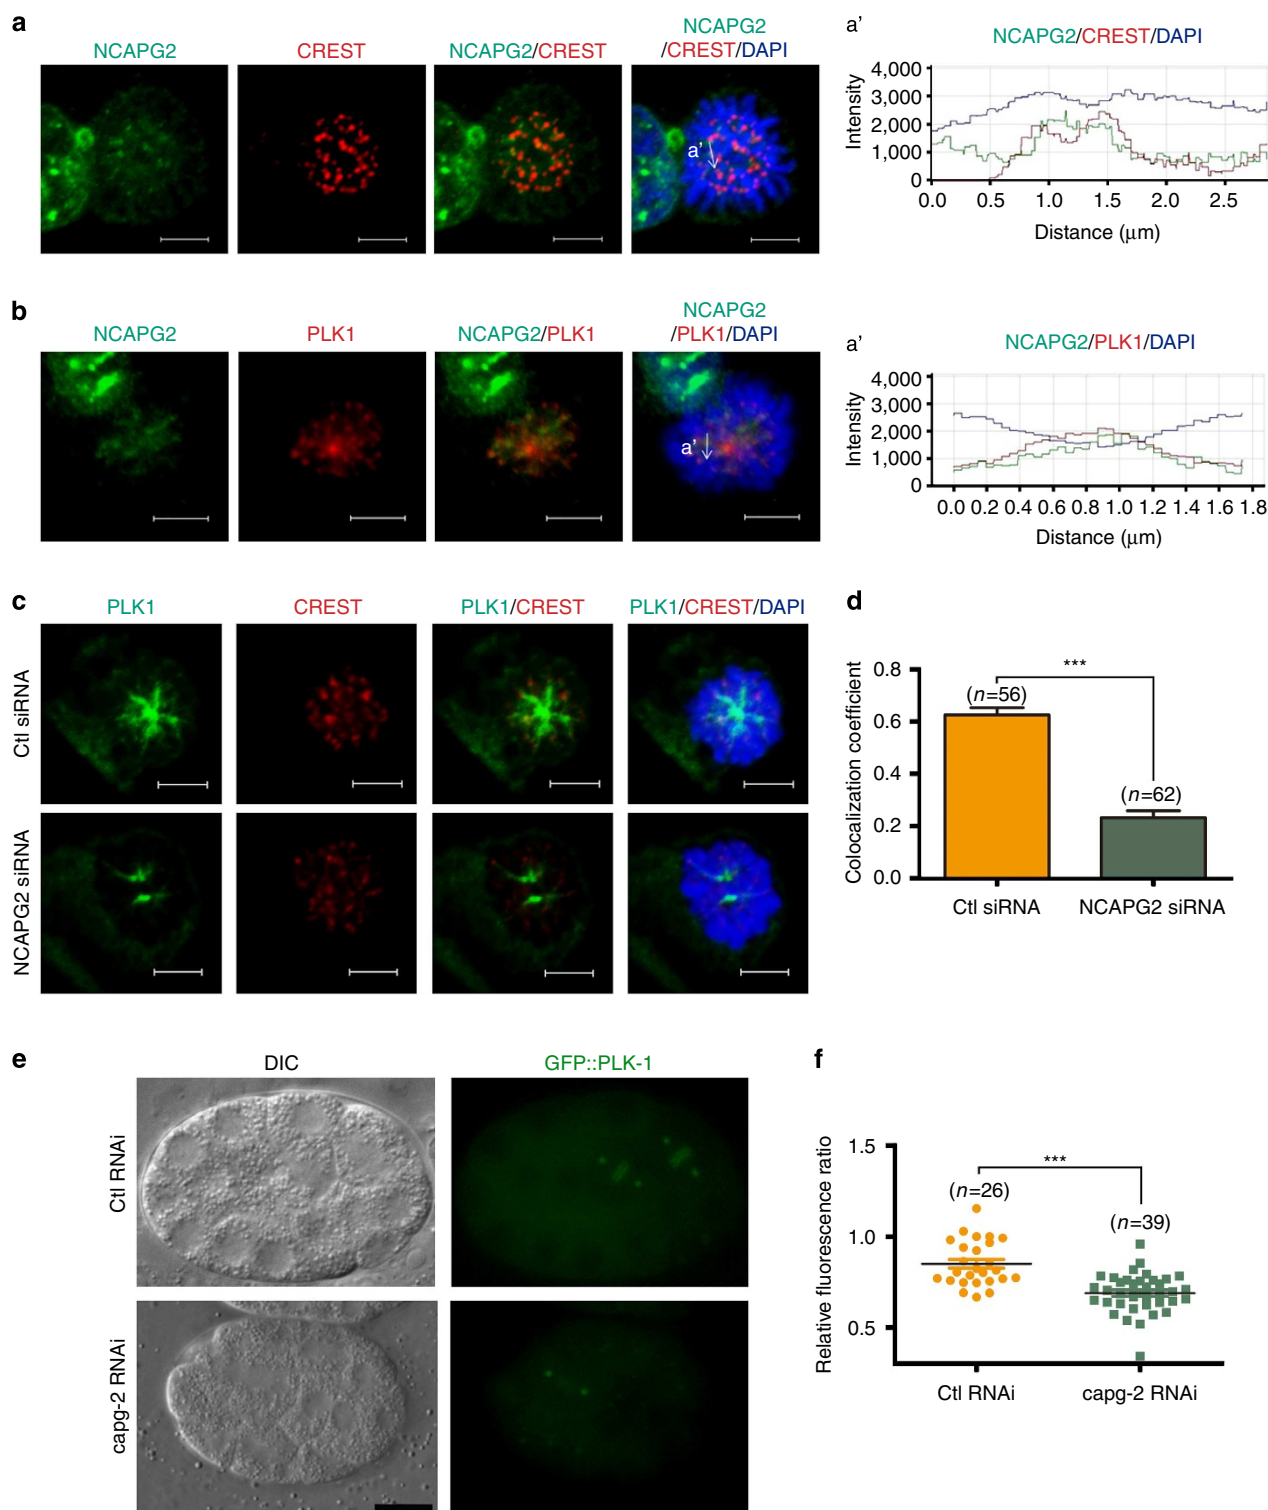 a
NCAPG2
CREST
NCAPG2/CREST
NCAPG2
/CREST/DAPI
a'
a'
NCAPG2/CREST/DAPI
Intensity
4,000
3,000
2,000
1,000
0
0.0 0.5 1.0 1.5 2.0 2.5
Distance (μm)
b
NCAPG2
PLK1
NCAPG2/PLK1
NCAPG2
/PLK1/DAPI
a'
a'
NCAPG2/PLK1/DAPI
Intensity
4,000
3,000
2,000
1,000
0
0.0 0.2 0.4 0.6 0.8 1.0 1.2 1.4 1.6 1.8
Distance (μm)
c
PLK1
CREST
PLK1/CREST
PLK1/CREST/DAPI
Ctl siRNA
NCAPG2 siRNA
d
Colocalization coefficient
0.8
0.6
0.4
0.2
0.0
***
(n=56)
(n=62)
Ctl siRNA
NCAPG2 siRNA
e
DIC
GFP::PLK-1
Ctl RNAi
capg-2 RNAi
f
Relative fluorescence ratio
1.5
1.0
0.5
***
(n=26)
(n=39)
Ctl RNAi
capg-2 RNAi